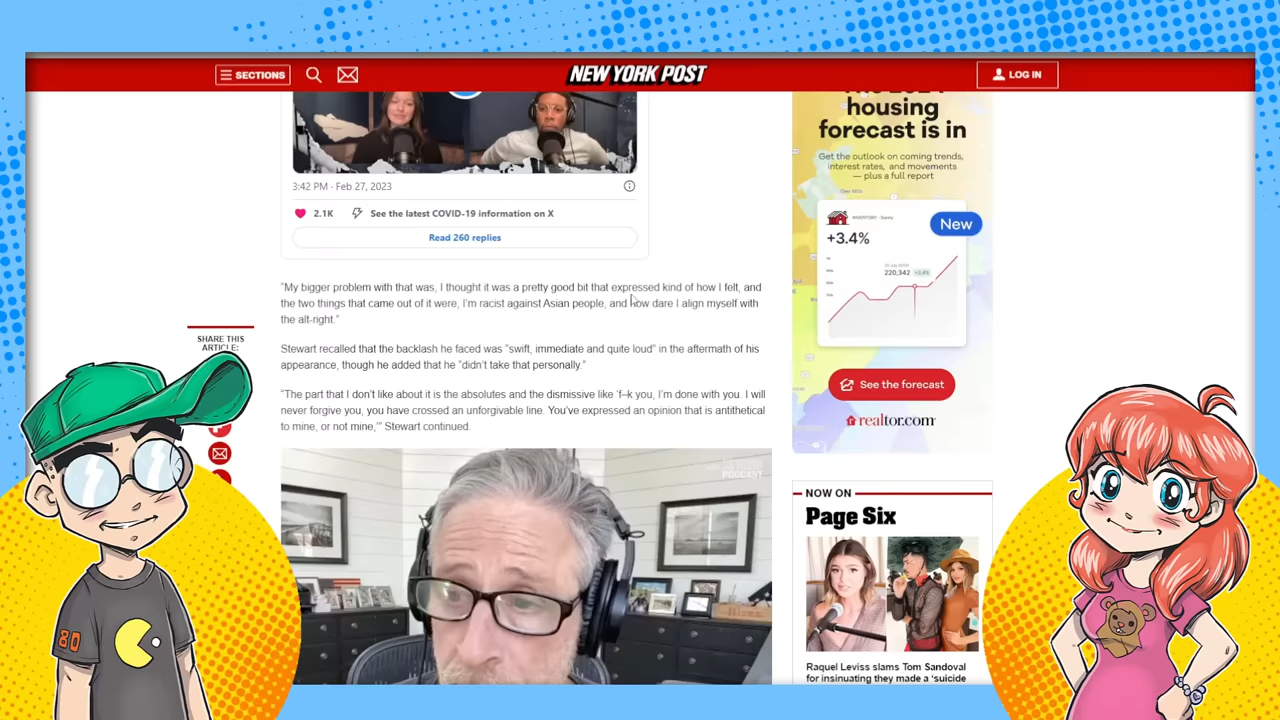 SECTIONS
NEW YORK POST
LOG IN
3:42 PM · Feb 27, 2023
2.1K
See the latest COVID-19 information on X
Read 260 replies
"My bigger problem with that was, I thought it was a pretty good bit that expressed kind of how I felt, and
the two things that came out of it were, I'm racist against Asian people, and how dare I align myself with
the alt-right."
SHARE THIS
ARTICLE:
Stewart recalled that the backlash he faced was "swift, immediate and quite loud" in the aftermath of his
appearance, though he added that he "didn't take that personally."
"The part that I don't like about it is the absolutes and the dismissive like 'f–k you, I'm done with you. I will
never forgive you, you have crossed an unforgivable line. You've expressed an opinion that is antithetical
to mine, or not mine,'" Stewart continued.
PODCAST
housing
forecast is in
Get the outlook on coming trends,
interest rates, and movements
— plus a full report
New
+3.4%
220,342
+3.4%
See the forecast
realtor.com
NOW ON
Page Six
Raquel Leviss slams Tom Sandoval
for insinuating they made a 'suicide
80